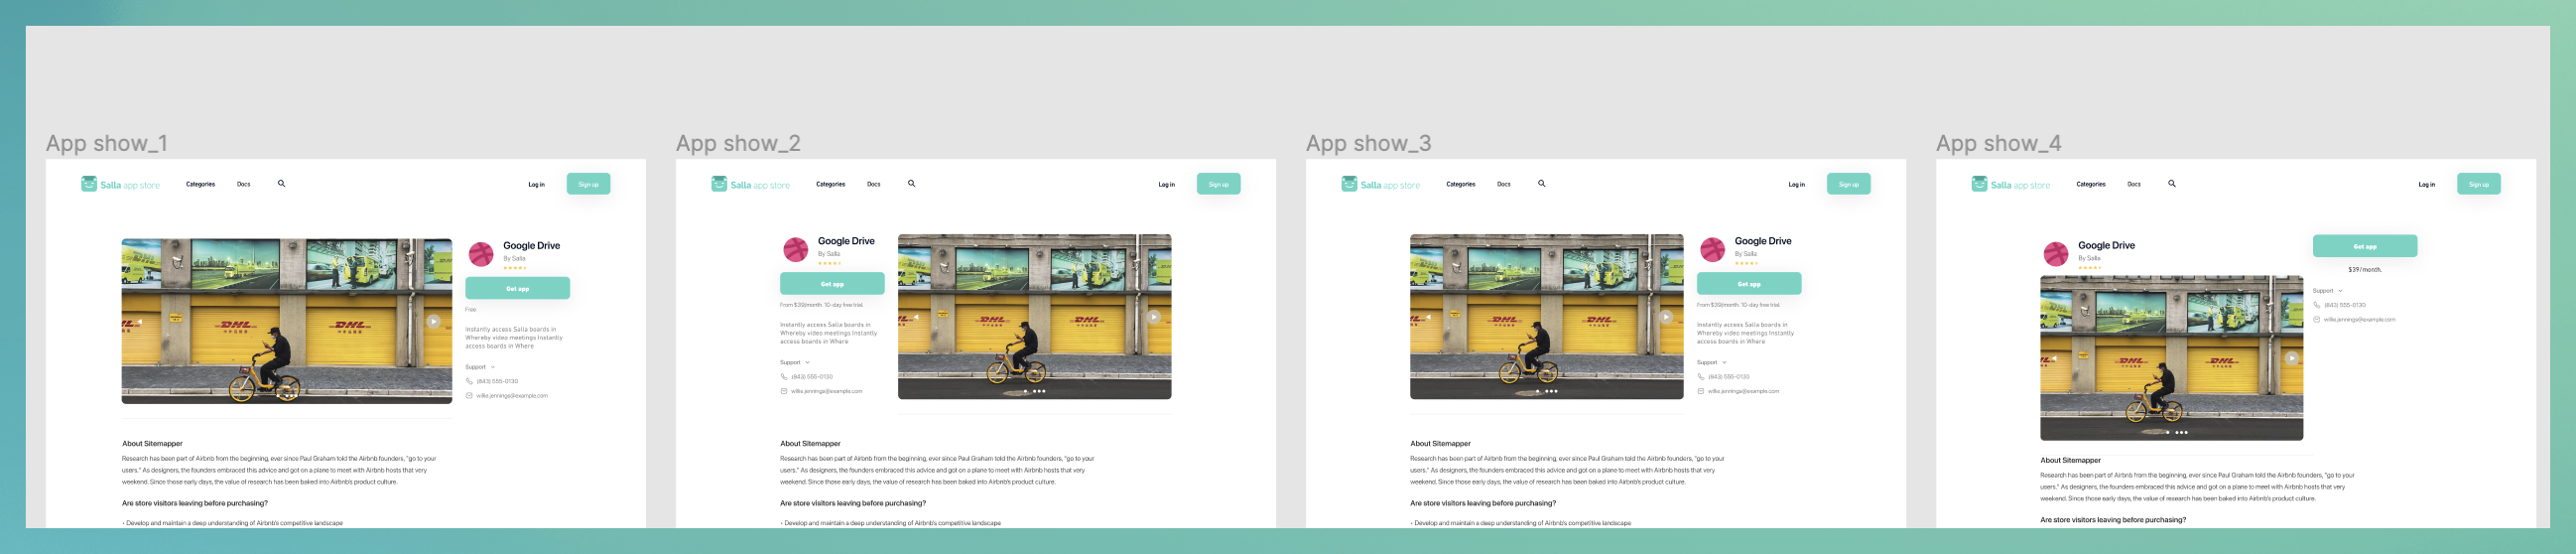 App show_1
Salla app store
Categories
Docs
Log in
Sign up
DHL
DHL
Google Drive
By Salla
Get app
Free
Instantly access Salla boards in
Whereby video meetings Instantly
access boards in Where
Support
(843) 555-0130
willie.jennings@example.com
About Sitemapper
Research has been part of Airbnb from the beginning, ever since Paul Graham told the Airbnb founders, "go to your
users." As designers, the founders embraced this advice and got on a plane to meet with Airbnb hosts that very
weekend. Since those early days, the value of research has been baked into Airbnb's product culture.
Are store visitors leaving before purchasing?
• Develop and maintain a deep understanding of Airbnb's competitive landscape
App show_2
Salla app store
Categories
Docs
Log in
Sign up
Google Drive
By Salla
Get app
From $39/month. 10-day free trial.
Instantly access Salla boards in
Whereby video meetings Instantly
access boards in Where
Support
(843) 555-0130
willie.jennings@example.com
DHL
DHL
About Sitemapper
Research has been part of Airbnb from the beginning, ever since Paul Graham told the Airbnb founders, "go to your
users." As designers, the founders embraced this advice and got on a plane to meet with Airbnb hosts that very
weekend. Since those early days, the value of research has been baked into Airbnb's product culture.
Are store visitors leaving before purchasing?
• Develop and maintain a deep understanding of Airbnb's competitive landscape
App show_3
Salla app store
Categories
Docs
Log in
Sign up
DHL
DHL
Google Drive
By Salla
Get app
From $39/month. 10-day free trial.
Instantly access Salla boards in
Whereby video meetings Instantly
access boards in Where
Support
(843) 555-0130
willie.jennings@example.com
About Sitemapper
Research has been part of Airbnb from the beginning, ever since Paul Graham told the Airbnb founders, "go to your
users." As designers, the founders embraced this advice and got on a plane to meet with Airbnb hosts that very
weekend. Since those early days, the value of research has been baked into Airbnb's product culture.
Are store visitors leaving before purchasing?
• Develop and maintain a deep understanding of Airbnb's competitive landscape
App show_4
Salla app store
Categories
Docs
Log in
Sign up
Google Drive
By Salla
Get app
$39/month.
Support
(843) 555-0130
willie.jennings@example.com
DHL
DHL
About Sitemapper
Research has been part of Airbnb from the beginning, ever since Paul Graham told the Airbnb founders, "go to your
users." As designers, the founders embraced this advice and got on a plane to meet with Airbnb hosts that very
weekend. Since those early days, the value of research has been baked into Airbnb's product culture.
Are store visitors leaving before purchasing?